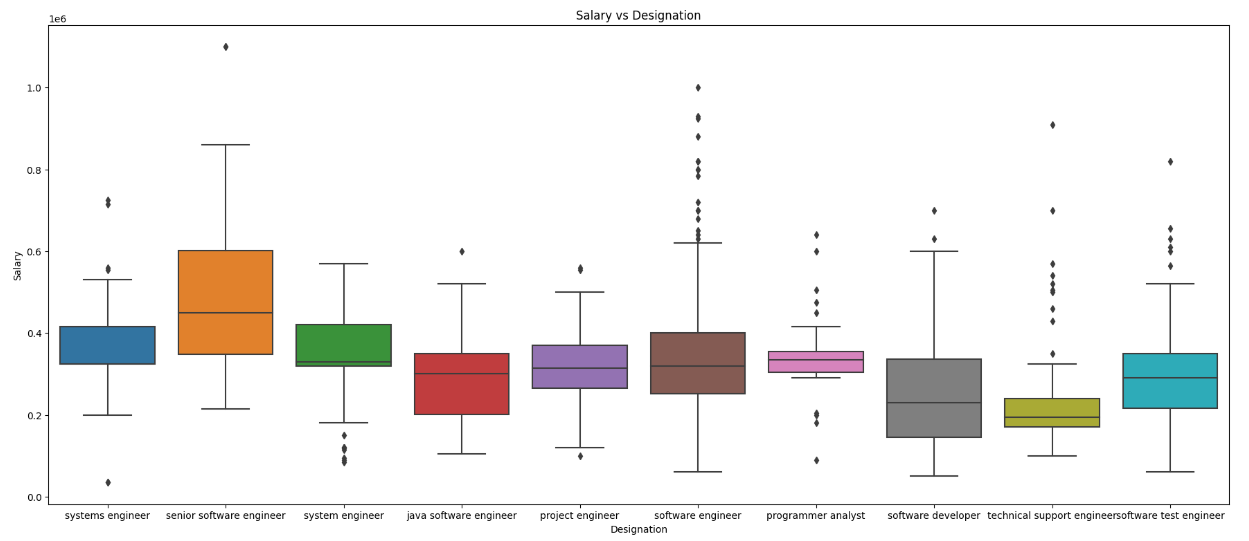 Salary vs Designation
1e6
1.0
0.8
0.6
0.4
0.2
0.0
Salary
systems engineer
senior software engineer
system engineer
java software engineer
project engineer
software engineer
programmer analyst
software developer
technical support engineer
software test engineer
Designation